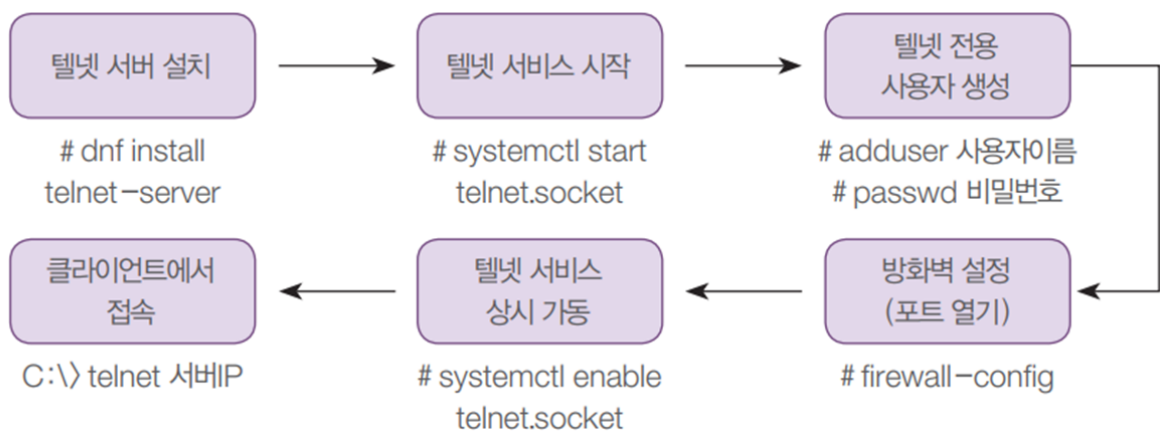 텔넷 서버 설치
# dnf install
telnet-server
텔넷 서비스 시작
# systemctl start
telnet.socket
텔넷 전용
사용자 생성
# adduser 사용자이름
# passwd 비밀번호
방화벽 설정
(포트 열기)
# firewall-config
텔넷 서비스
상시 가동
# systemctl enable
telnet.socket
클라이언트에서
접속
C:\> telnet 서버IP